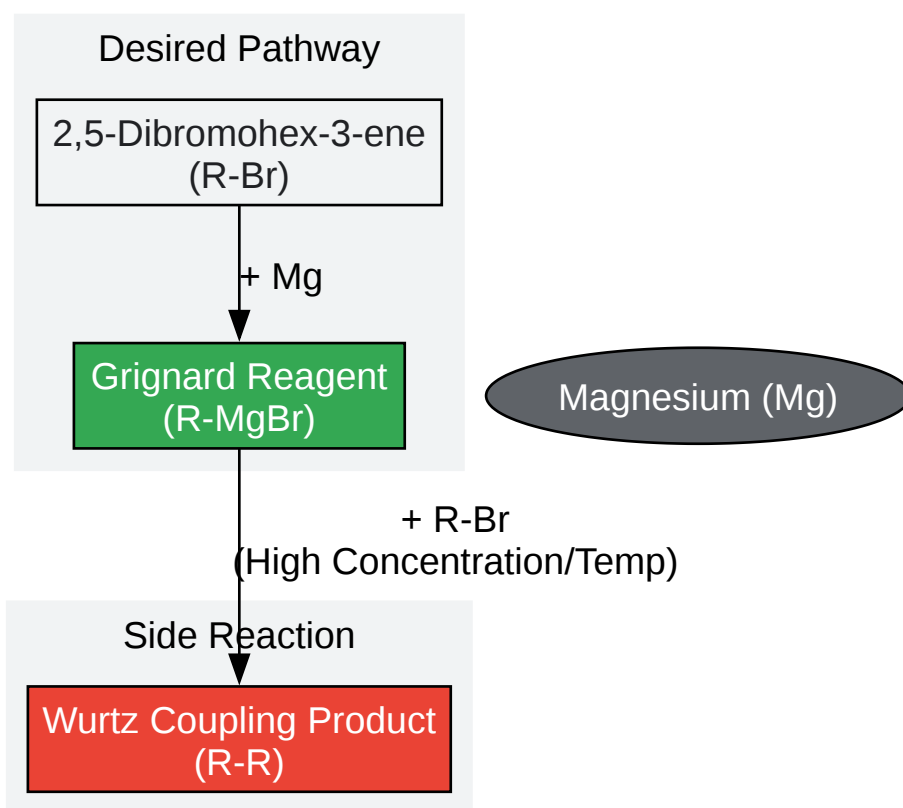 Desired Pathway
2,5-Dibromohex-3-ene
(R-Br)
+ Mg
Grignard Reagent
(R-MgBr)
Magnesium (Mg)
+ R-Br
(High Concentration/Temp)
Side Reaction
Wurtz Coupling Product
(R-R)